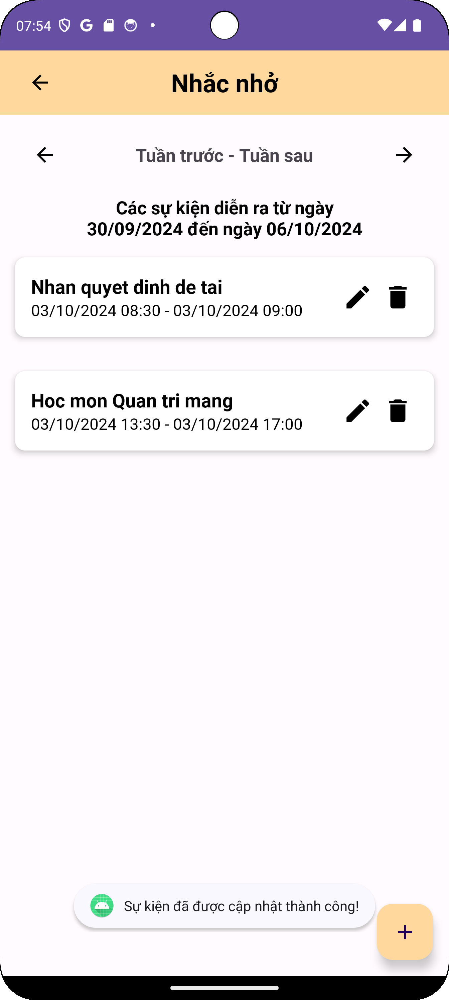 07:54
Nhắc nhở
Tuần trước - Tuần sau
Các sự kiện diễn ra từ ngày
30/09/2024 đến ngày 06/10/2024
Nhan quyet dinh de tai
03/10/2024 08:30 - 03/10/2024 09:00
Hoc mon Quan tri mang
03/10/2024 13:30 - 03/10/2024 17:00
Sự kiện đã được cập nhật thành công!